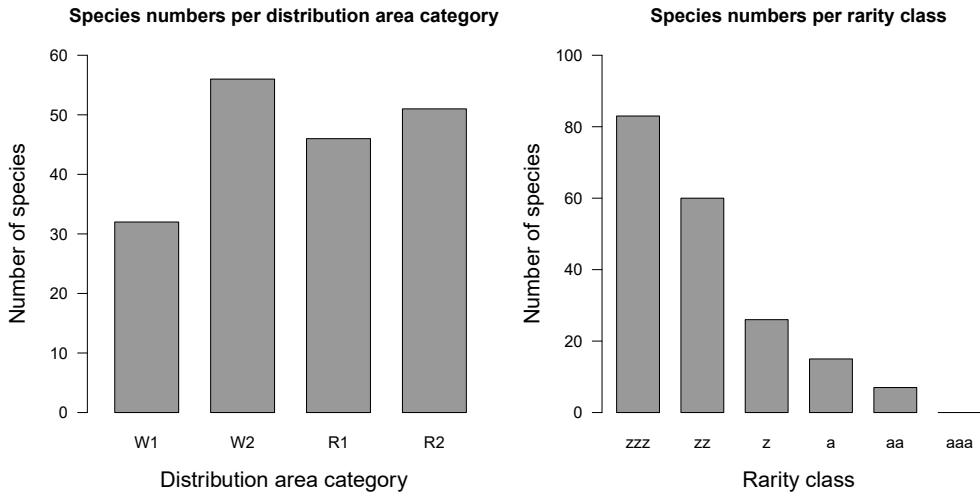 Species numbers per distribution area category
Number of species
60
50
40
30
20
10
0
W1 W2 R1 R2
Distribution area category
Species numbers per rarity class
Number of species
100
80
60
40
20
0
zzz zz z a aa aaa
Rarity class